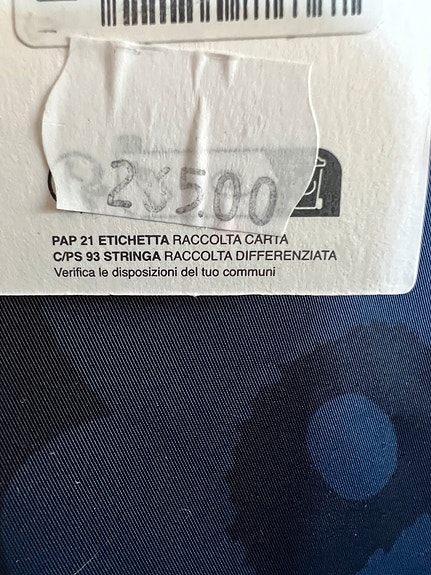 PAP 21 ETICHETTA RACCOLTA CARTA
C/PS 93 STRINGA RACCOLTA DIFFERENZIATA
Verifica le disposizioni del tuo communi